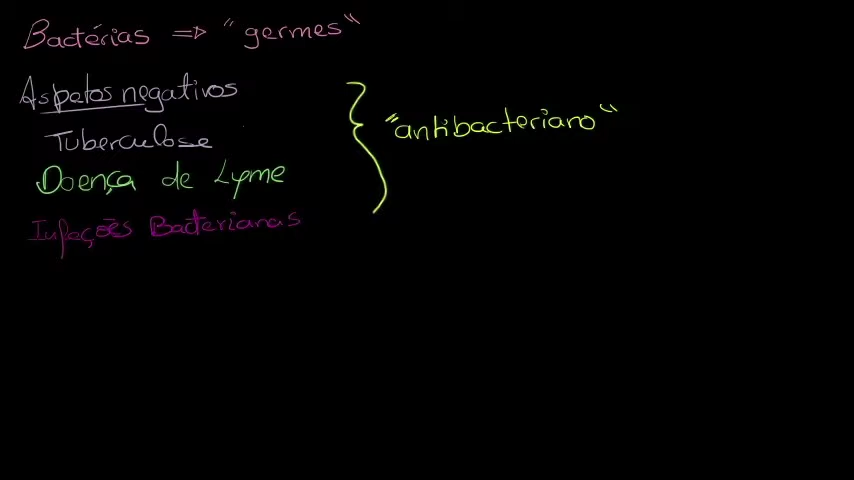 Bactérias => "germes"
Aspetos negativos
Tuberculose
Doença de Lyme
Infeções Bacterianas
"antibacteriano"